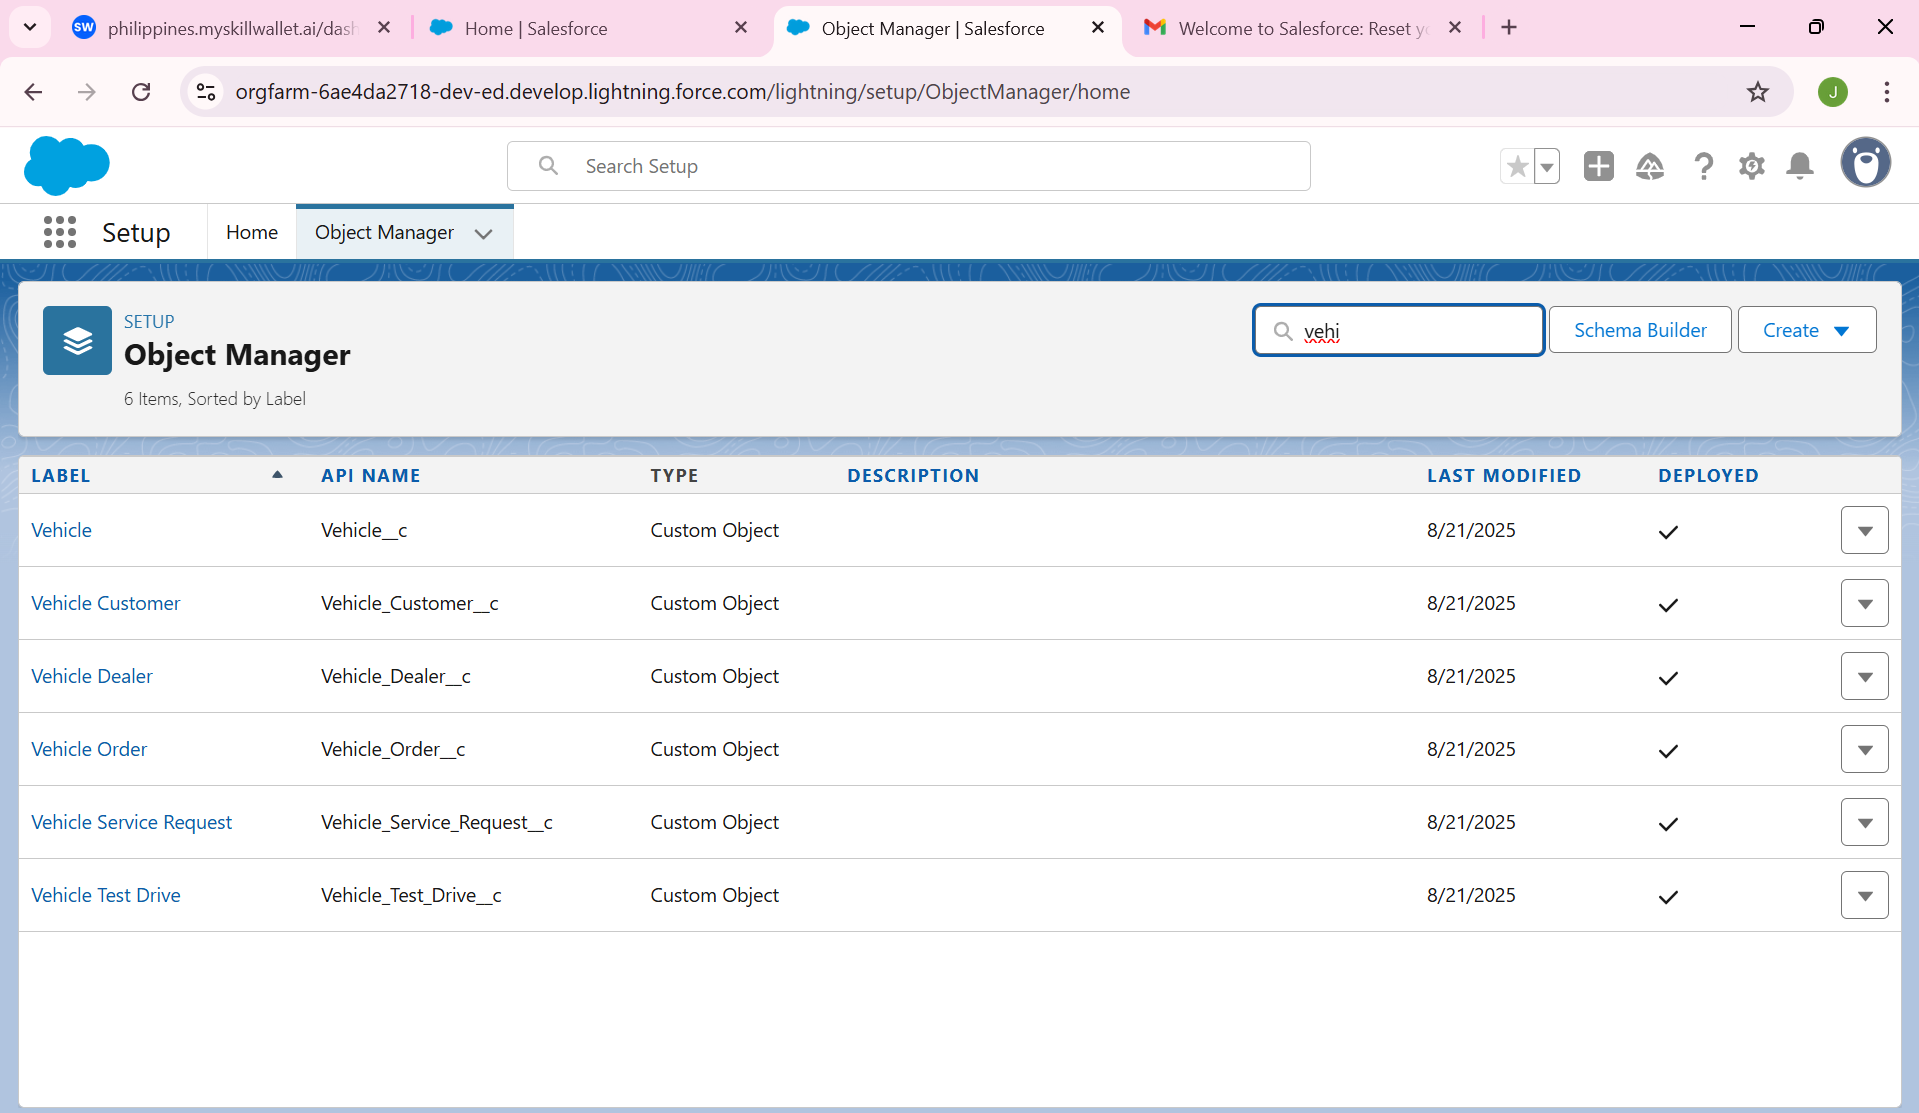 SW philippines.myskillwallet.ai/dash
Home | Salesforce
Object Manager | Salesforce
Welcome to Salesforce: Reset yo
orgfarm-6ae4da2718-dev-ed.develop.lightning.force.com/lightning/setup/ObjectManager/home
J
Search Setup
Setup
Home
Object Manager
SETUP
Object Manager
6 Items, Sorted by Label
vehi
Schema Builder
Create
LABEL API NAME TYPE DESCRIPTION LAST MODIFIED DEPLOYED
Vehicle Vehicle__c Custom Object 8/21/2025
Vehicle Customer Vehicle_Customer__c Custom Object 8/21/2025
Vehicle Dealer Vehicle_Dealer__c Custom Object 8/21/2025
Vehicle Order Vehicle_Order__c Custom Object 8/21/2025
Vehicle Service Request Vehicle_Service_Request__c Custom Object 8/21/2025
Vehicle Test Drive Vehicle_Test_Drive__c Custom Object 8/21/2025